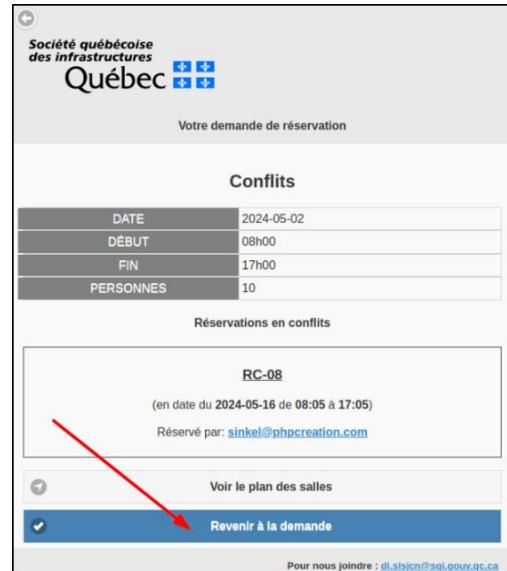 Société québécoise
des infrastructures
Québec
Votre demande de réservation
Conflits
DATE 2024-05-02
DÉBUT 08h00
FIN 17h00
PERSONNES 10
Réservations en conflits
RC-08
(en date du 2024-05-16 de 08:05 à 17:05)
Réservé par: sinkel@phpcreation.com
Voir le plan des salles
Revenir à la demande
Pour nous joindre : di.sisjcn@sqi.gouv.qc.ca